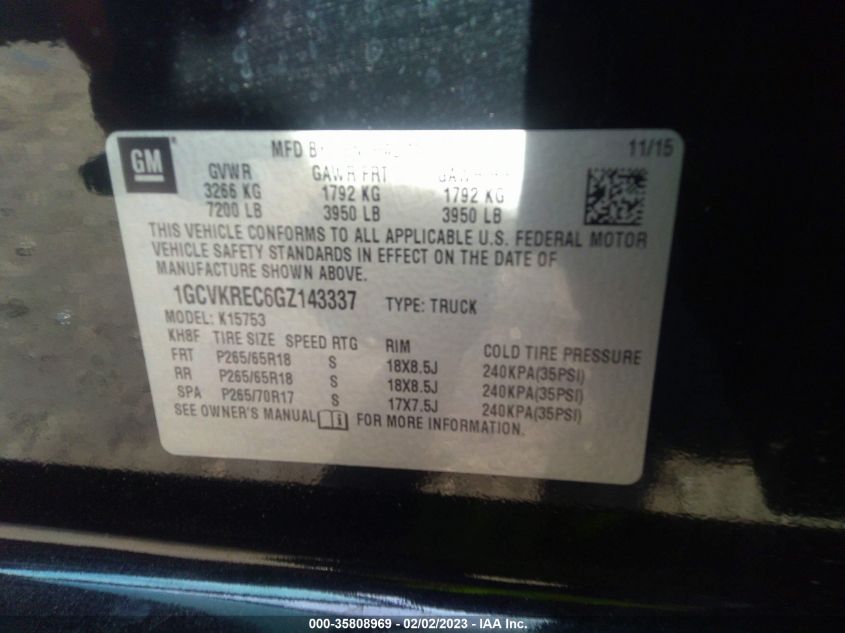 GM
MFD 11/15
GVWR GAWR FRT
3266 KG 1792 KG 1792 KG
7200 LB 3950 LB 3950 LB
THIS VEHICLE CONFORMS TO ALL APPLICABLE U.S. FEDERAL MOTOR
VEHICLE SAFETY STANDARDS IN EFFECT ON THE DATE OF
MANUFACTURE SHOWN ABOVE.
1GCVKREC6GZ143337 TYPE: TRUCK
MODEL: K15753
KH8F TIRE SIZE SPEED RTG RIM COLD TIRE PRESSURE
FRT P265/65R18 S 18X8.5J 240KPA(35PSI)
RR P265/65R18 S 18X8.5J 240KPA(35PSI)
SPA P265/70R17 S 17X7.5J 240KPA(35PSI)
SEE OWNER'S MANUAL FOR MORE INFORMATION.
000-35808969 - 02/02/2023 - IAA Inc.